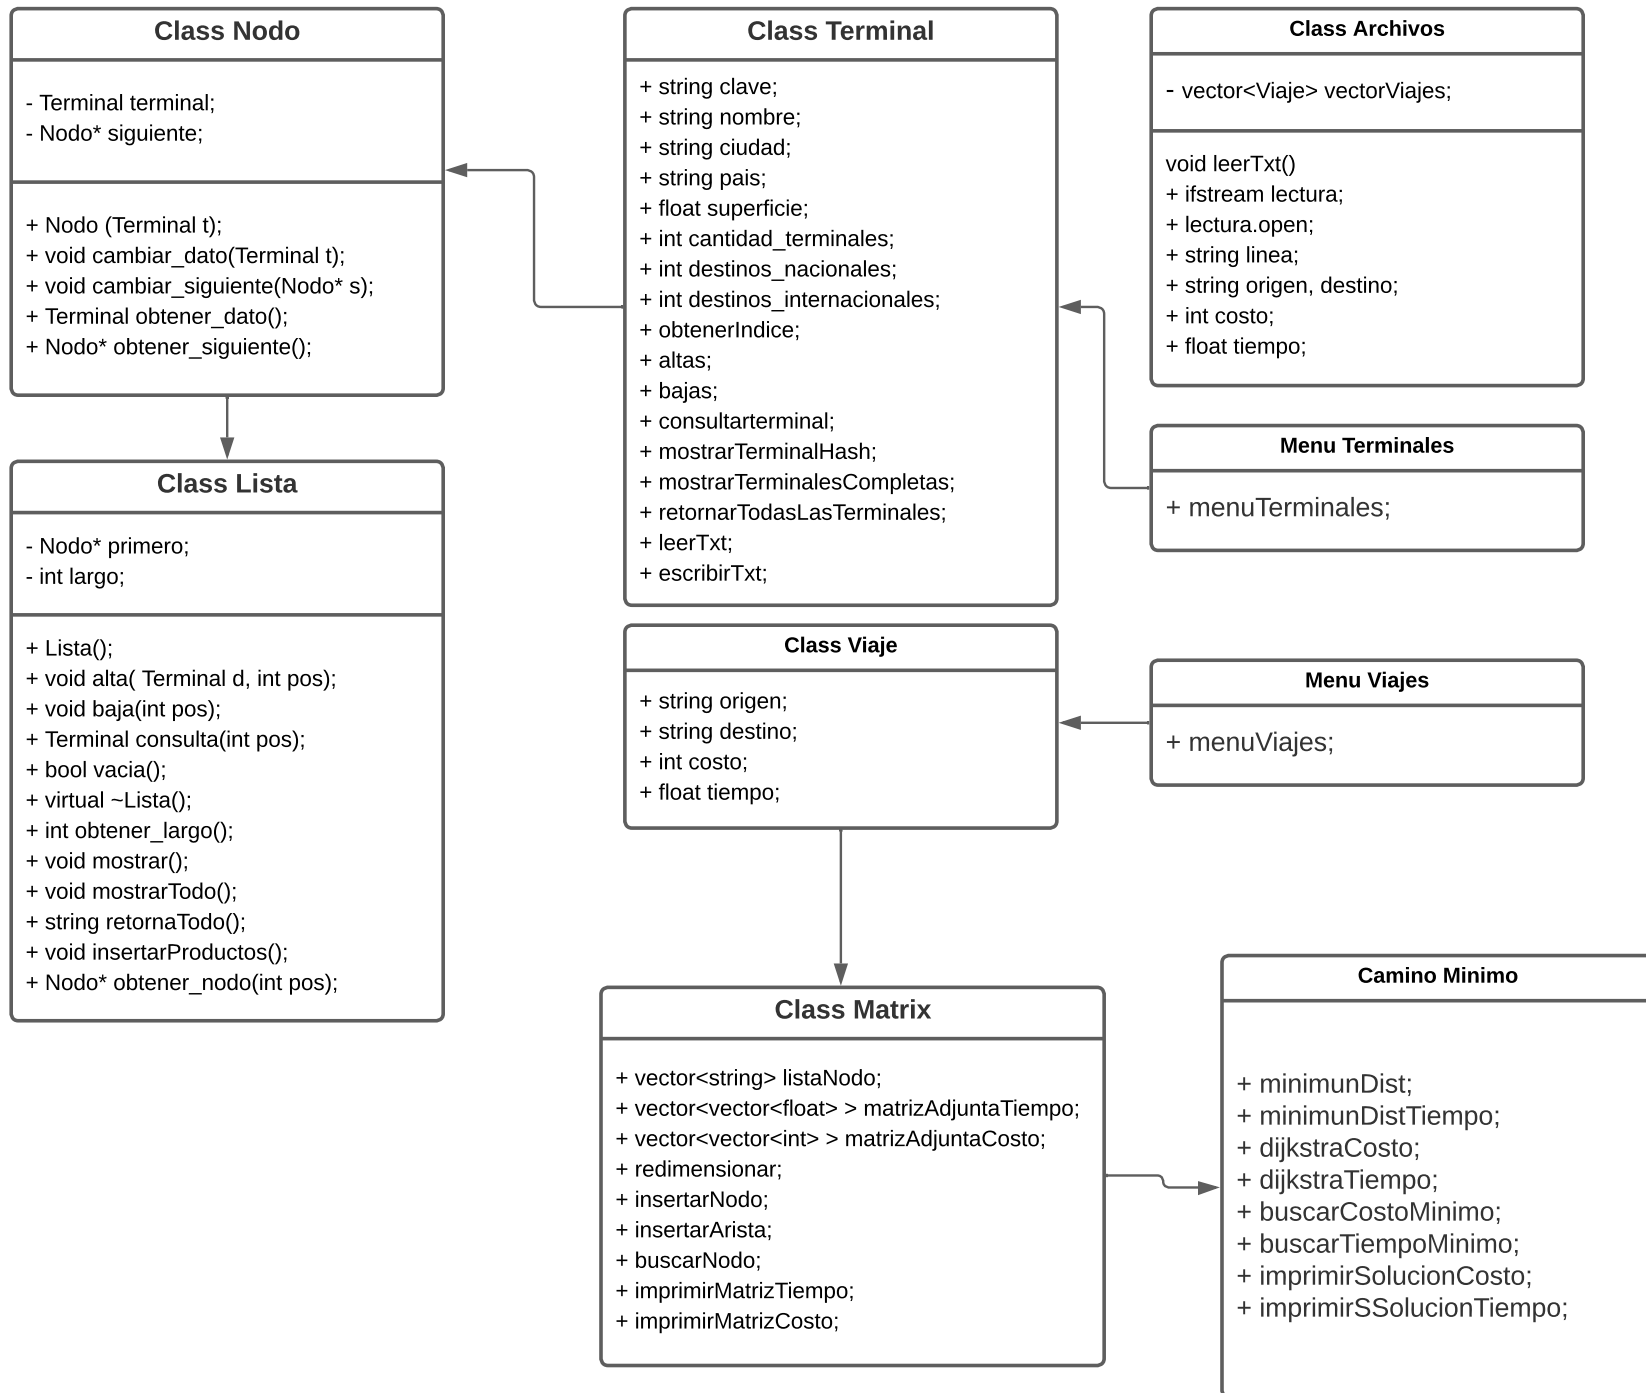 Class Nodo
- Terminal terminal;
- Nodo* siguiente;
+ Nodo (Terminal t);
+ void cambiar_dato(Terminal t);
+ void cambiar_siguiente(Nodo* s);
+ Terminal obtener_dato();
+ Nodo* obtener_siguiente();
Class Lista
- Nodo* primero;
- int largo;
+ Lista();
+ void alta( Terminal d, int pos);
+ void baja(int pos);
+ Terminal consulta(int pos);
+ bool vacia();
+ virtual ~Lista();
+ int obtener_largo();
+ void mostrar();
+ void mostrarTodo();
+ string retornaTodo();
+ void insertarProductos();
+ Nodo* obtener_nodo(int pos);
Class Terminal
+ string clave;
+ string nombre;
+ string ciudad;
+ string pais;
+ float superficie;
+ int cantidad_terminales;
+ int destinos_nacionales;
+ int destinos_internacionales;
+ obtenerIndice;
+ altas;
+ bajas;
+ consultarterminal;
+ mostrarTerminalHash;
+ mostrarTerminalesCompletas;
+ retornarTodasLasTerminales;
+ leerTxt;
+ escribirTxt;
Class Viaje
+ string origen;
+ string destino;
+ int costo;
+ float tiempo;
Class Matrix
+ vector<string> listaNodo;
+ vector<vector<float> > matrizAdjuntaTiempo;
+ vector<vector<int> > matrizAdjuntaCosto;
+ redimensionar;
+ insertarNodo;
+ insertarArista;
+ buscarNodo;
+ imprimirMatrizTiempo;
+ imprimirMatrizCosto;
Class Archivos
- vector<Viaje> vectorViajes;
void leerTxt()
+ ifstream lectura;
+ lectura.open;
+ string linea;
+ string origen, destino;
+ int costo;
+ float tiempo;
Menu Terminales
+ menuTerminales;
Menu Viajes
+ menuViajes;
Camino Minimo
+ minimunDist;
+ minimunDistTiempo;
+ dijkstraCosto;
+ dijkstraTiempo;
+ buscarCostoMinimo;
+ buscarTiempoMinimo;
+ imprimirSolucionCosto;
+ imprimirSSolucionTiempo;